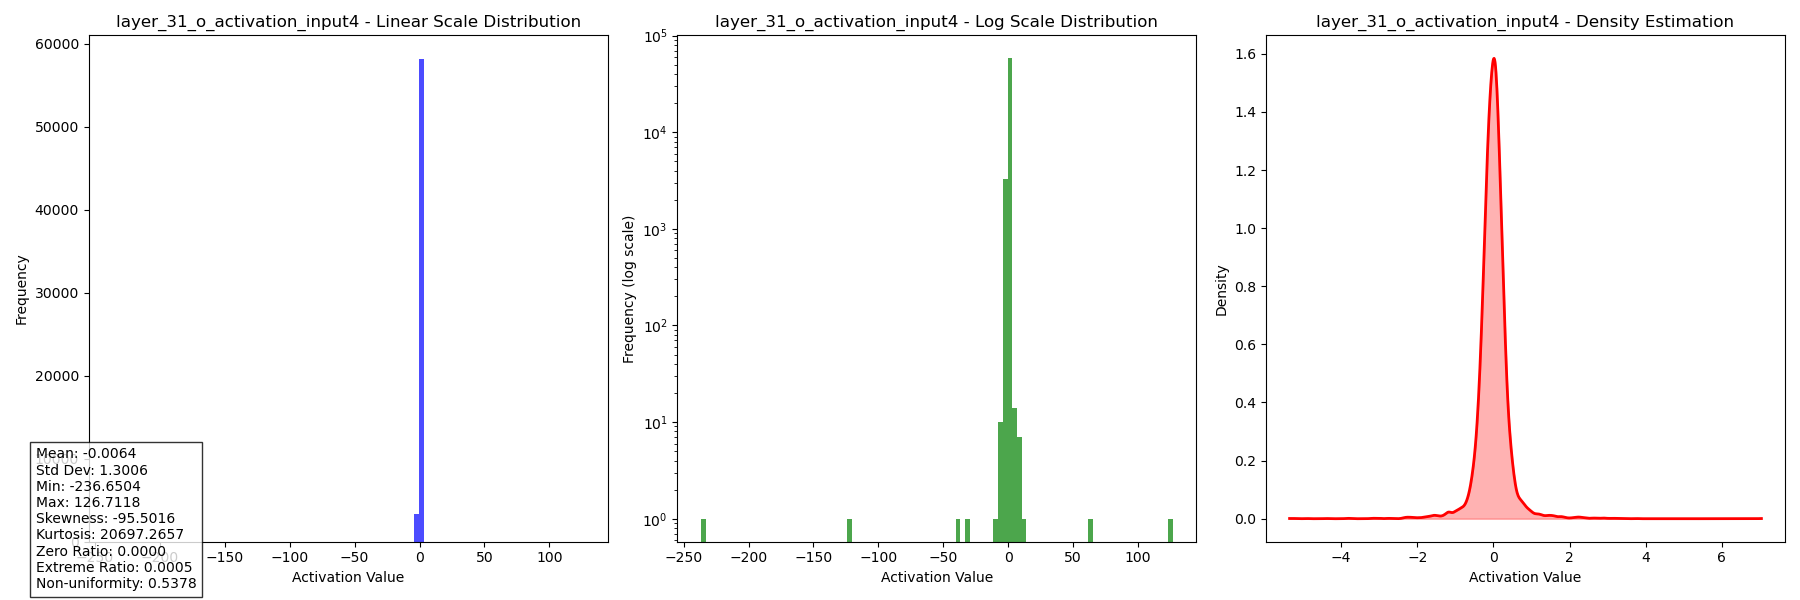 layer_31_o_activation_input4 - Linear Scale Distribution
60000
50000
40000
30000
20000
10000
0
Frequency
−250
−200
−150
−100
−50
0
50
100
Activation Value
Mean: -0.0064
Std Dev: 1.3006
Min: -236.6504
Max: 126.7118
Skewness: -95.5016
Kurtosis: 20697.2657
Zero Ratio: 0.0000
Extreme Ratio: 0.0005
Non-uniformity: 0.5378
layer_31_o_activation_input4 - Log Scale Distribution
10^5
10^4
10^3
10^2
10^1
10^0
Frequency (log scale)
−250
−200
−150
−100
−50
0
50
100
Activation Value
layer_31_o_activation_input4 - Density Estimation
1.6
1.4
1.2
1.0
0.8
0.6
0.4
0.2
0.0
Density
−4
−2
0
2
4
6
Activation Value